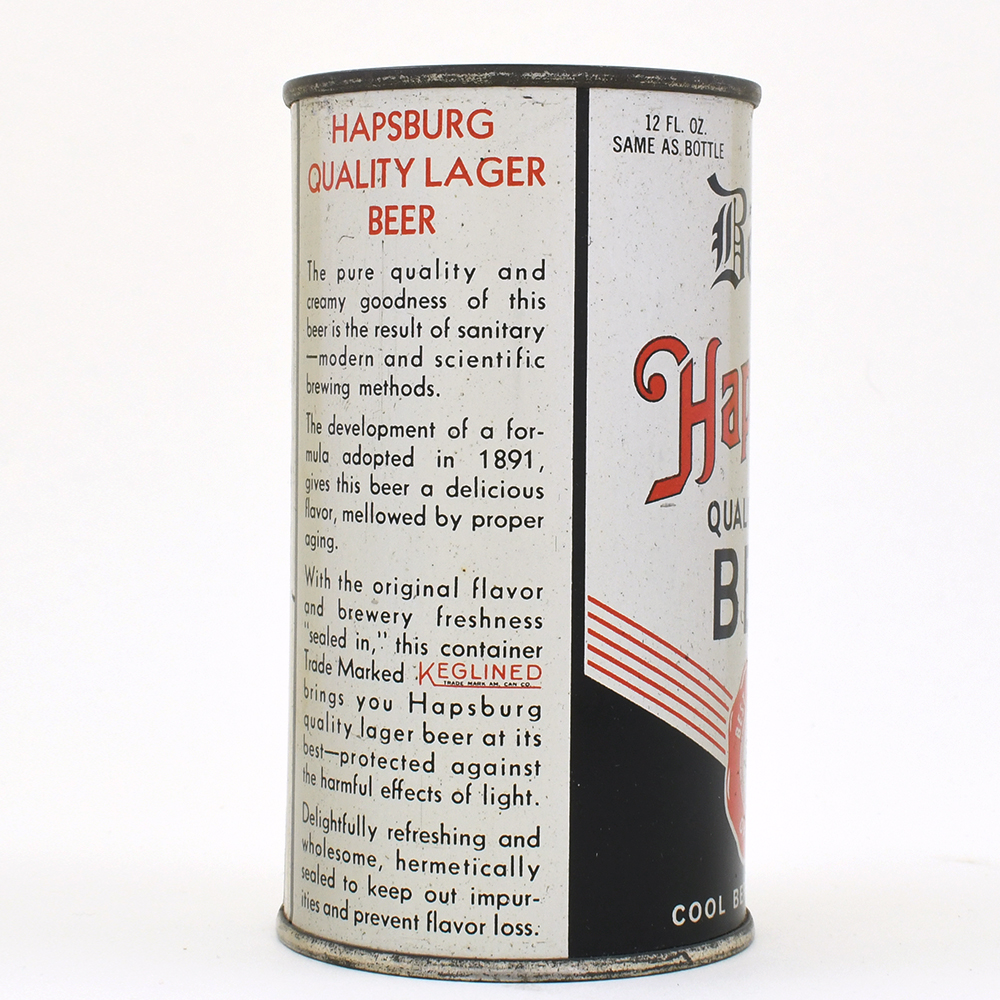 HAPSBURG
QUALITY LAGER
BEER
The pure quality and
creamy goodness of this
beer is the result of sanitary
—modern and scientific
brewing methods.
The development of a for-
mula adopted in 1891,
gives this beer a delicious
flavor, mellowed by proper
aging.
With the original flavor
and brewery freshness
"sealed in," this container
Trade Marked KEGLINED
TRADE MARK AM. CAN CO.
brings you Hapsburg
quality lager beer at its
best—protected against
the harmful effects of light.
Delightfully refreshing and
wholesome, hermetically
sealed to keep out impur-
ities and prevent flavor loss.
12 FL. OZ.
SAME AS BOTTLE
Hap
QUAL
B
COOL BE